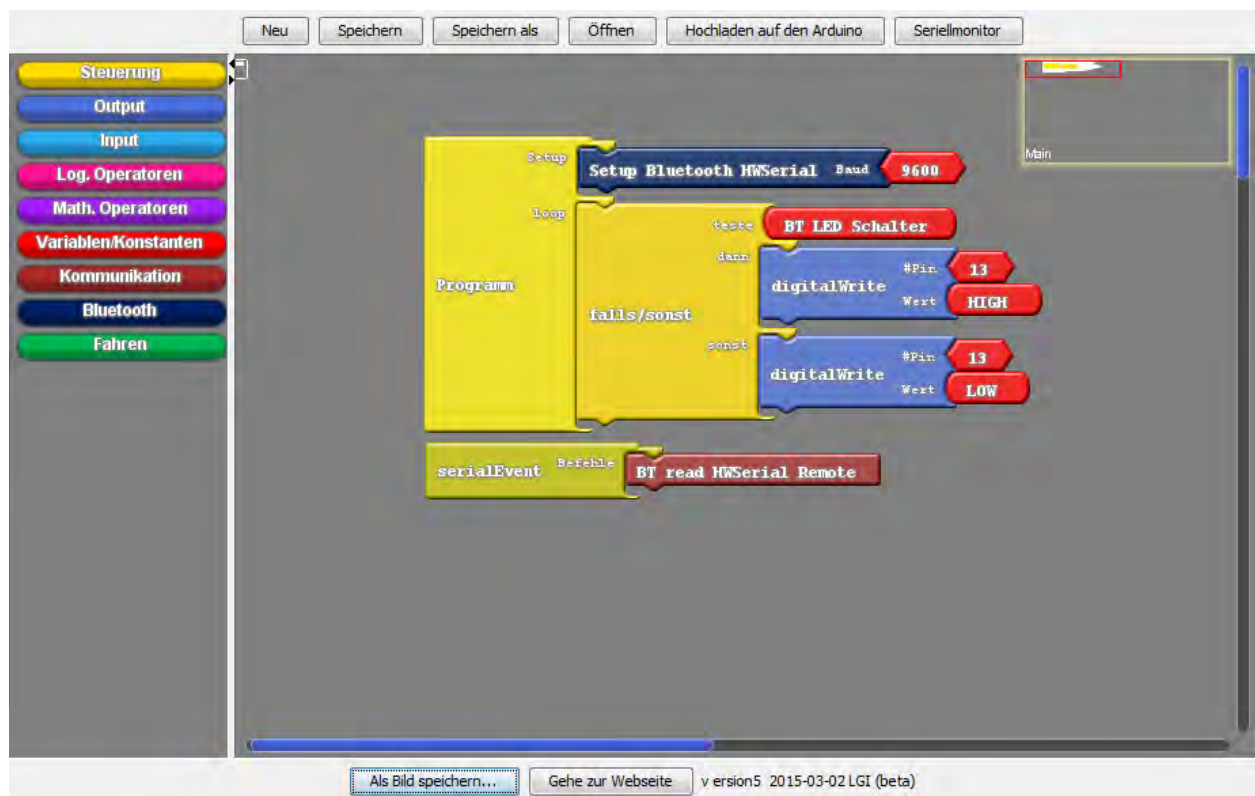 Neu Speichern Speichern als Öffnen Hochladen auf den Arduino Seriellmonitor
Steuerung
Output
Input
Log. Operatoren
Math. Operatoren
Variablen/Konstanten
Kommunikation
Bluetooth
Fahren
Main
Programm
Setup
Setup Bluetooth HWSerial Baud 9600
loop
falls/sonst
teste
BT LED Schalter
dann
digitalWrite
#Pin 13
Wert HIGH
sonst
digitalWrite
#Pin 13
Wert LOW
serialEvent Befehle BT read HWSerial Remote
Als Bild speichern... Gehe zur Webseite v ersion5 2015-03-02 LGI (beta)